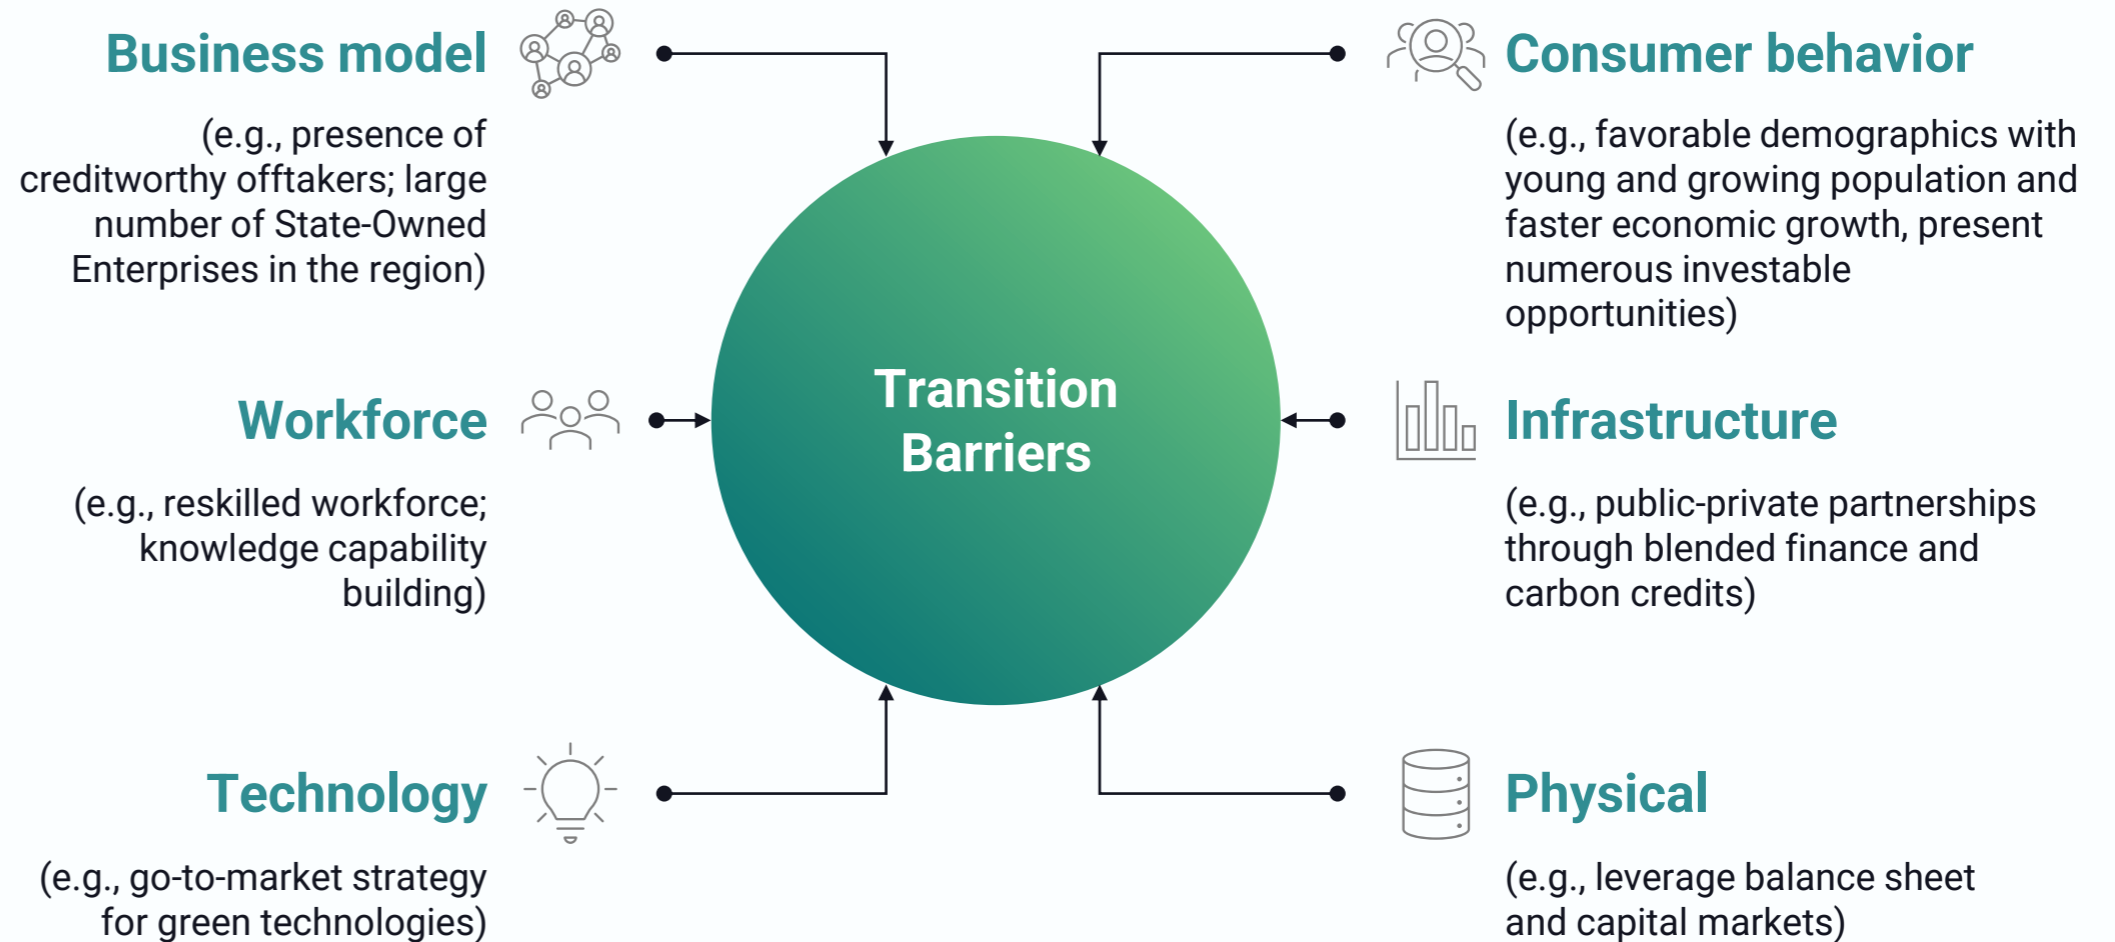 Business model
(e.g., presence of
creditworthy offtakers; large
number of State-Owned
Enterprises in the region)
Workforce
(e.g., reskilled workforce;
knowledge capability
building)
Technology
(e.g., go-to-market strategy
for green technologies)
Transition
Barriers
Consumer behavior
(e.g., favorable demographics with
young and growing population and
faster economic growth, present
numerous investable
opportunities)
Infrastructure
(e.g., public-private partnerships
through blended finance and
carbon credits)
Physical
(e.g., leverage balance sheet
and capital markets)